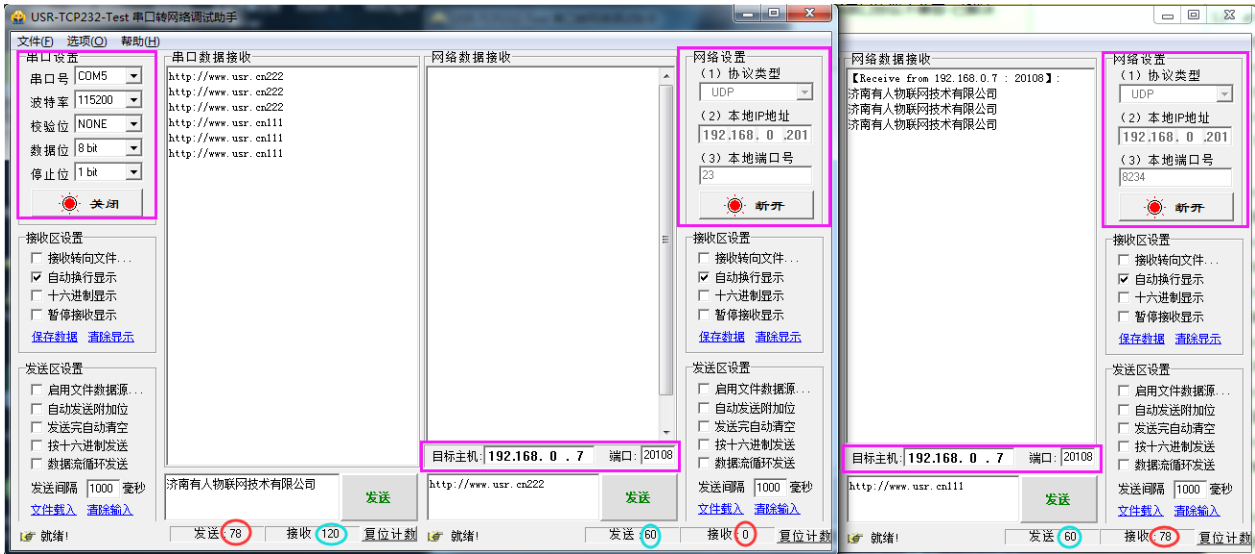 USR-TCP232-Test 串口转网络调试助手
文件(F) 选项(O) 帮助(H)
串口设置
串口号 COM5
波特率 115200
校验位 NONE
数据位 8 bit
停止位 1 bit
关闭
接收区设置
接收转向文件...
自动换行显示
十六进制显示
暂停接收显示
保存数据 清除显示
发送区设置
启用文件数据源...
自动发送附加位
发送完自动清空
按十六进制发送
数据流循环发送
发送间隔 1000 毫秒
文件载入 清除输入
就绪!
串口数据接收
http://www.usr.cn222
http://www.usr.cn222
http://www.usr.cn222
http://www.usr.cn111
http://www.usr.cn111
http://www.usr.cn111
济南有人物联网技术有限公司
发送
发送:78 接收 120 复位计数
网络数据接收
目标主机: 192.168. 0 . 7 端口: 20108
http://www.usr.cn222
发送
就绪!
发送:60 接收:0 复位计数
网络设置
(1) 协议类型
UDP
(2) 本地IP地址
192.168. 0 .201
(3) 本地端口号
23
断开
接收区设置
接收转向文件...
自动换行显示
十六进制显示
暂停接收显示
保存数据 清除显示
发送区设置
启用文件数据源...
自动发送附加位
发送完自动清空
按十六进制发送
数据流循环发送
发送间隔 1000 毫秒
文件载入 清除输入
网络数据接收
【Receive from 192.168.0.7 : 20108】:
济南有人物联网技术有限公司
济南有人物联网技术有限公司
济南有人物联网技术有限公司
目标主机: 192.168. 0 . 7 端口: 20108
http://www.usr.cn111
发送
就绪!
发送 60 接收:78 复位计数
网络设置
(1) 协议类型
UDP
(2) 本地IP地址
192.168. 0 .201
(3) 本地端口号
8234
断开
接收区设置
接收转向文件...
自动换行显示
十六进制显示
暂停接收显示
保存数据 清除显示
发送区设置
启用文件数据源...
自动发送附加位
发送完自动清空
按十六进制发送
数据流循环发送
发送间隔 1000 毫秒
文件载入 清除输入